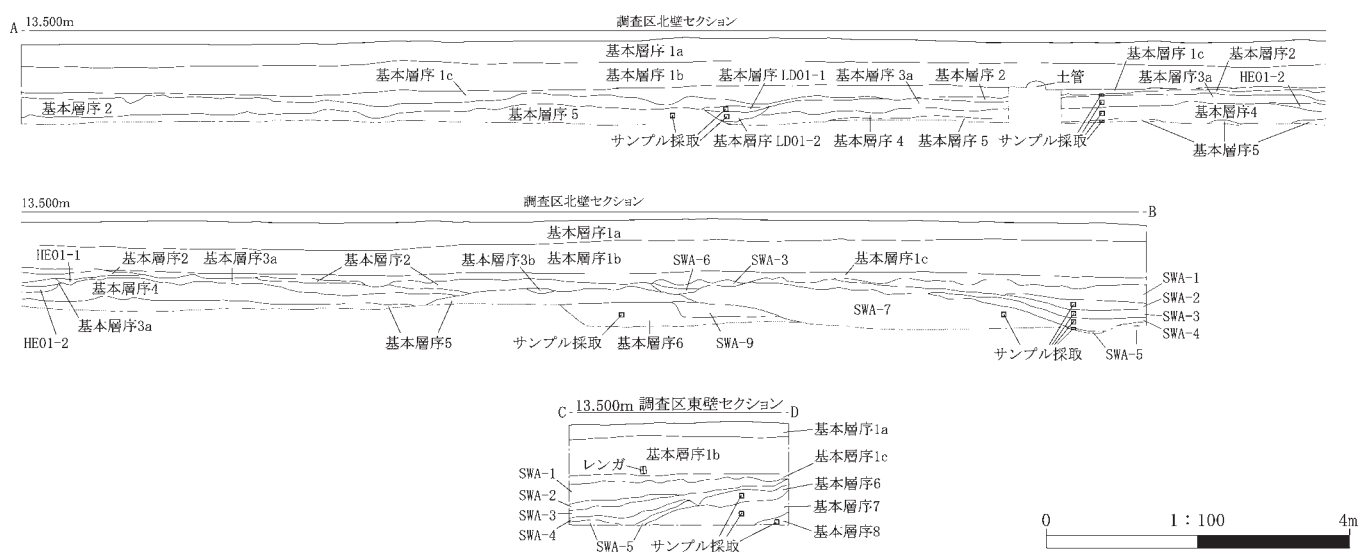 調査区北壁セクション
A 13.500m
基本層序1a
基本層序1c
基本層序1b
基本層序 LD01-1
基本層序 3a
基本層序 2
土管
基本層序 1c
基本層序2
基本層序3a
HE01-2
基本層序 2
基本層序 5
サンプル採取
基本層序 LD01-2
基本層序 4
基本層序 5
サンプル採取
基本層序4
基本層序5
13.500m
調査区北壁セクション
B
基本層序1a
HE01-1
基本層序2
基本層序3a
基本層序2
基本層序3b
基本層序1b
SWA-6
SWA-3
基本層序1c
SWA-1
基本層序4
SWA-2
SWA-7
SWA-3
基本層序3a
SWA-4
HE01-2
基本層序5
サンプル採取
基本層序6
SWA-9
サンプル採取
SWA-5
C 13.500m 調査区東壁セクション D
基本層序1a
基本層序1b
レンガ
基本層序1c
SWA-1
基本層序6
SWA-2
基本層序7
SWA-3
基本層序8
SWA-4
SWA-5
サンプル採取
0 1：100 4m